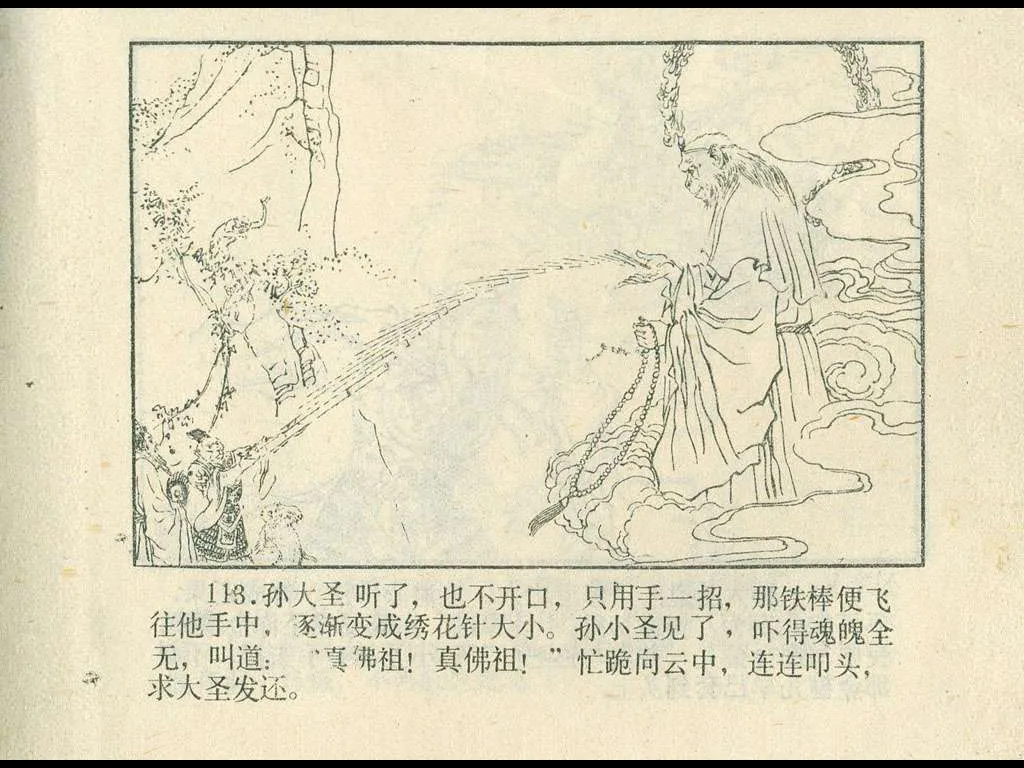 113.孙大圣听了，也不开口，只用手一招，那铁棒便飞
往他手中，逐渐变成绣花针大小。孙小圣见了，吓得魂魄全
无，叫道：“真佛祖！真佛祖！”忙跪向云中，连连叩头，
求大圣发还。